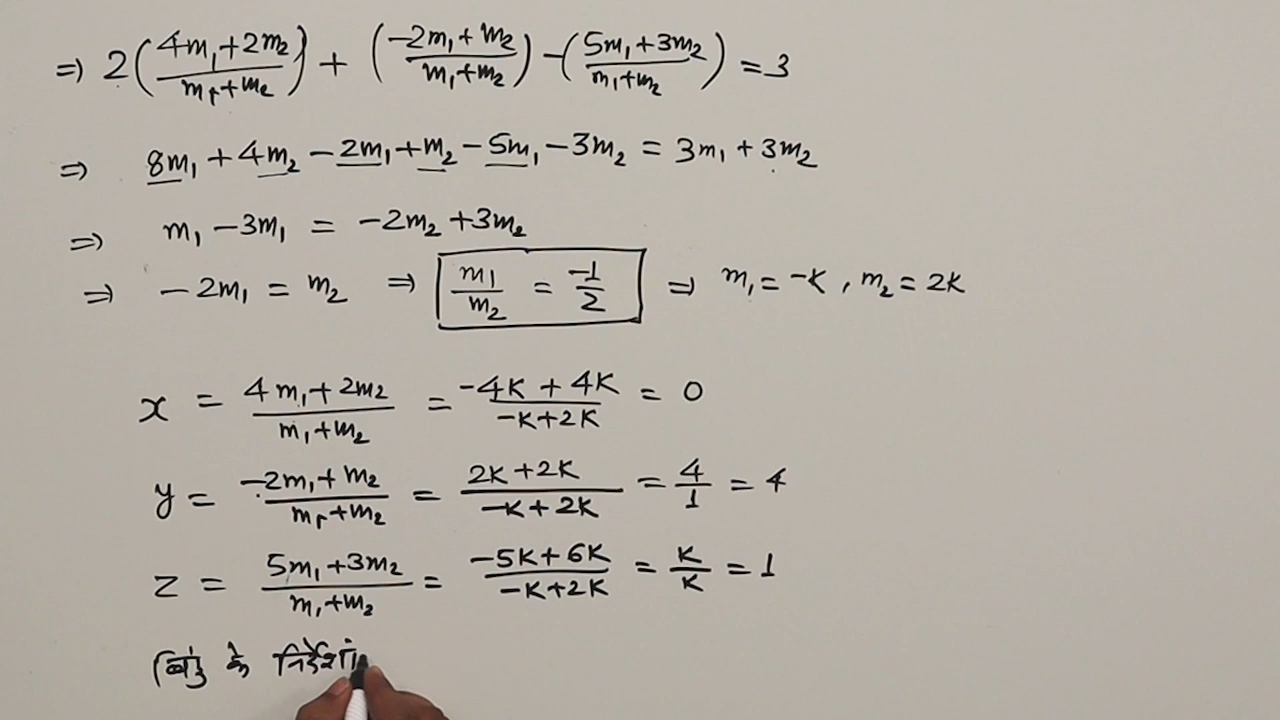 ⇒ 2(4m₁+2m₂/m₁+m₂) + (-2m₁+m₂/m₁+m₂) -(5m₁+3m₂/m₁+m₂) = 3
⇒ 8m₁ + 4m₂ - 2m₁ + m₂ - 5m₁ - 3m₂ = 3m₁ + 3m₂
⇒ m₁ - 3m₁ = -2m₂ + 3m₂
⇒ -2m₁ = m₂ ⇒ m₁/m₂ = -1/2 ⇒ m₁ = -K , m₂ = 2K
x = 4m₁+2m₂/m₁+m₂ = -4K + 4K/-K+2K = 0
y = -2m₁+m₂/m₁+m₂ = 2K+2K/-K+2K = 4/1 = 4
z = 5m₁+3m₂/m₁+m₂ = -5K+6K/-K+2K = K/K = 1
के